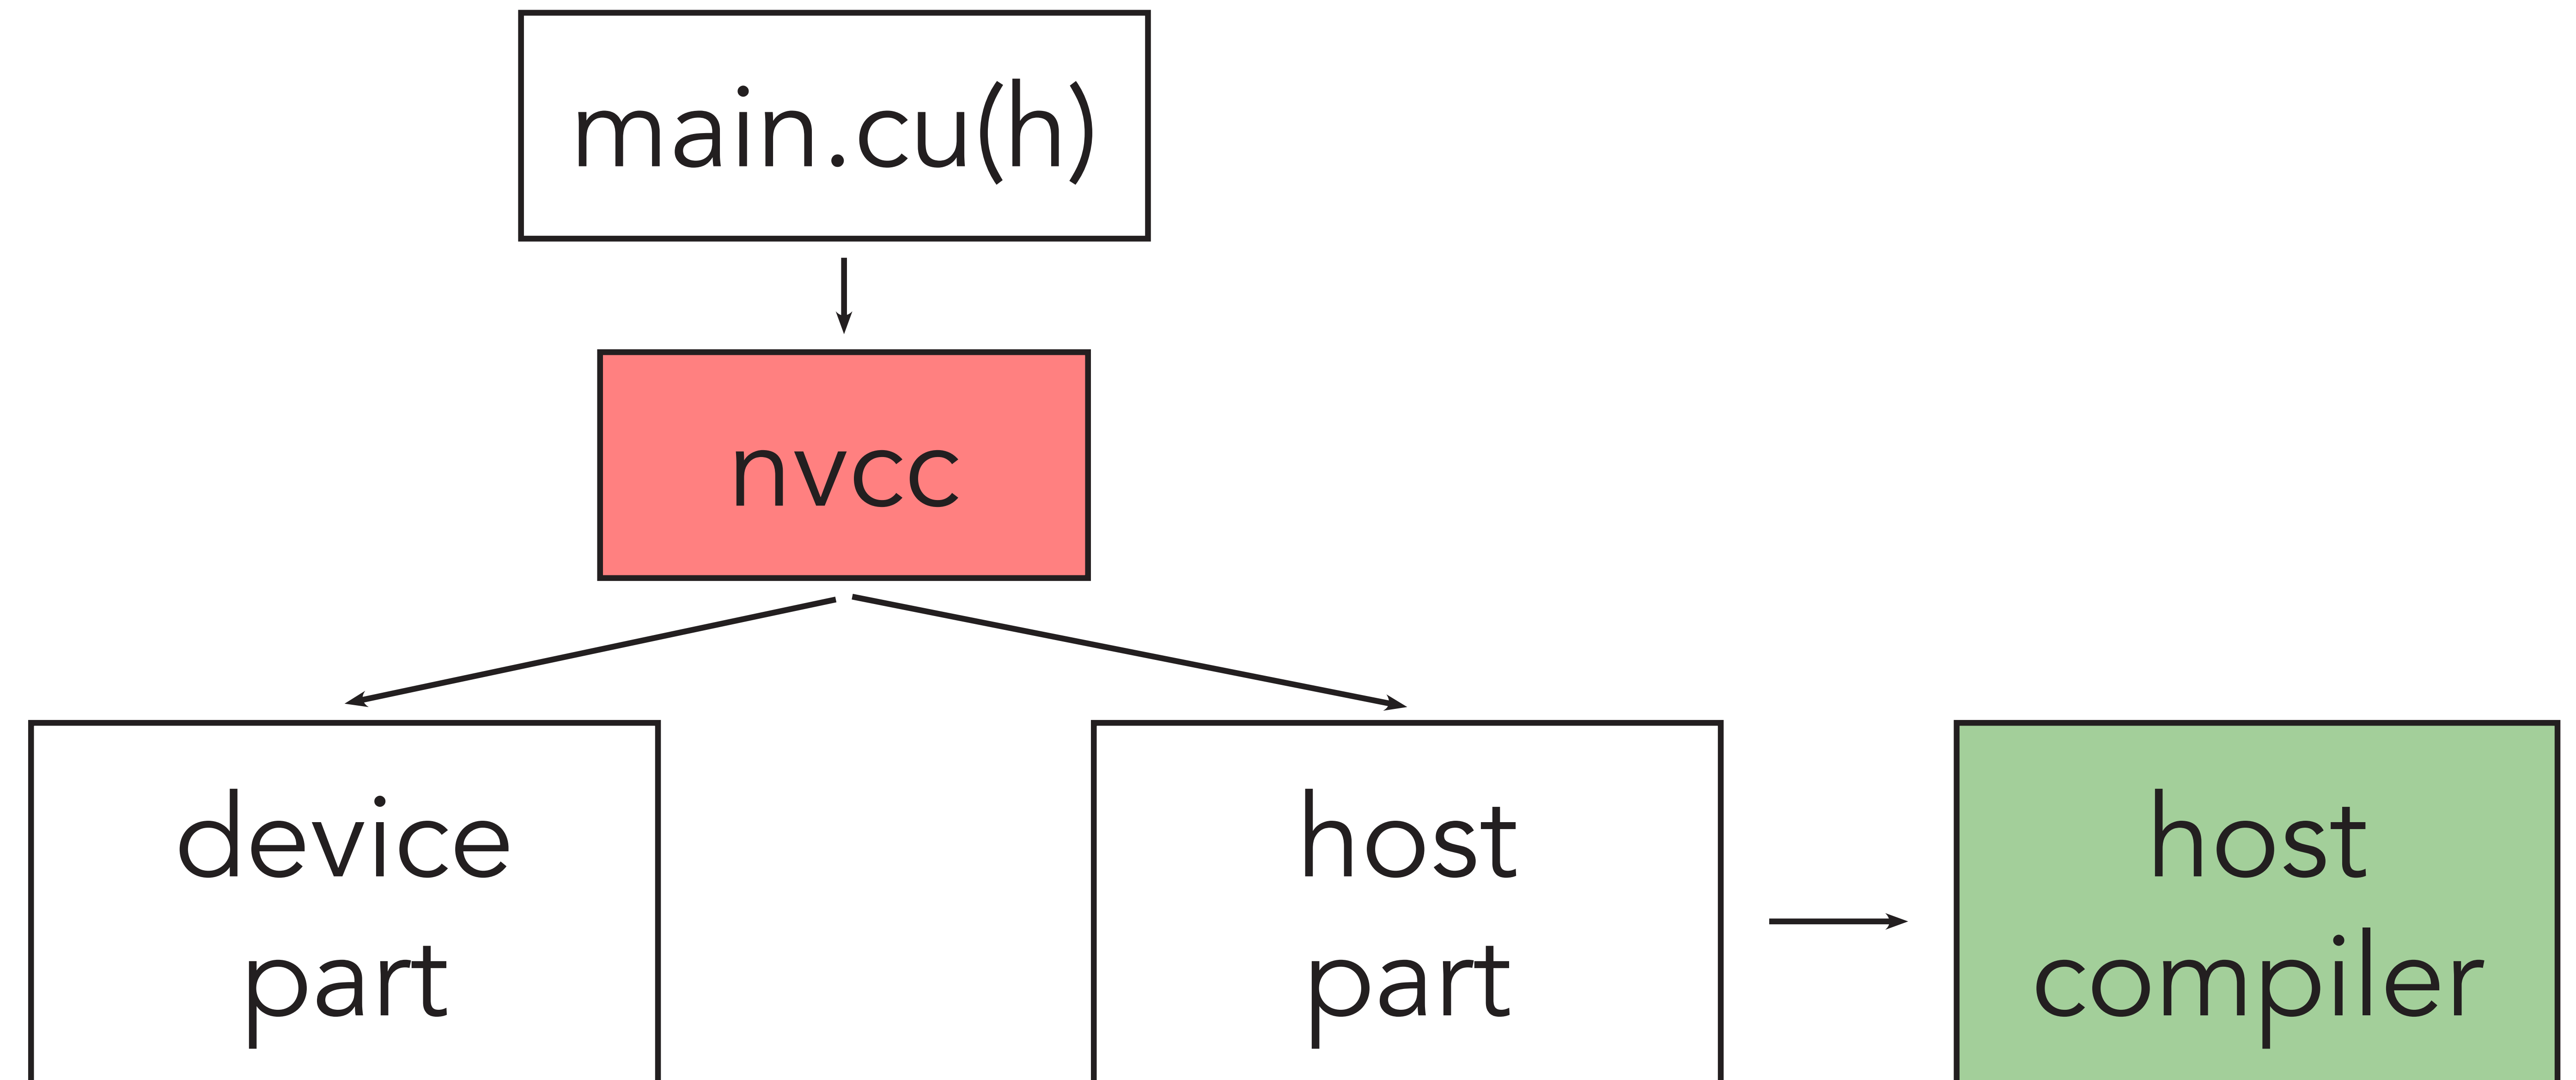 main.cu(h)
nvcc
device
part
host
part
host
compiler